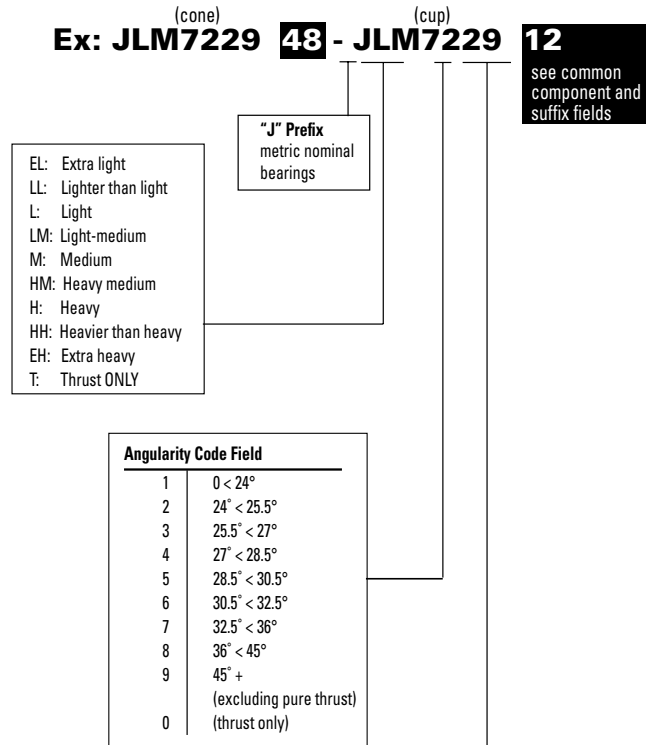 (cone) (cup)
Ex: JLM7229 48 - JLM7229 12
see common
component and
suffix fields
“J” Prefix
metric nominal
bearings
EL: Extra light
LL: Lighter than light
L: Light
LM: Light-medium
M: Medium
HM: Heavy medium
H: Heavy
HH: Heavier than heavy
EH: Extra heavy
T: Thrust ONLY
Angularity Code Field
1 0 < 24°
2 24° < 25.5°
3 25.5° < 27°
4 27° < 28.5°
5 28.5° < 30.5°
6 30.5° < 32.5°
7 32.5° < 36°
8 36° < 45°
9 45° +
(excluding pure thrust)
0 (thrust only)